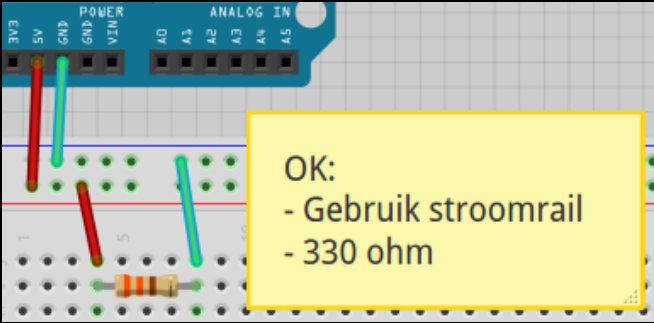 POWER
ANALOG IN
3V3
5V
GND
GND
VIN
A0
A1
A2
A3
A4
A5
OK:
- Gebruik stroomrail
- 330 ohm
1
5